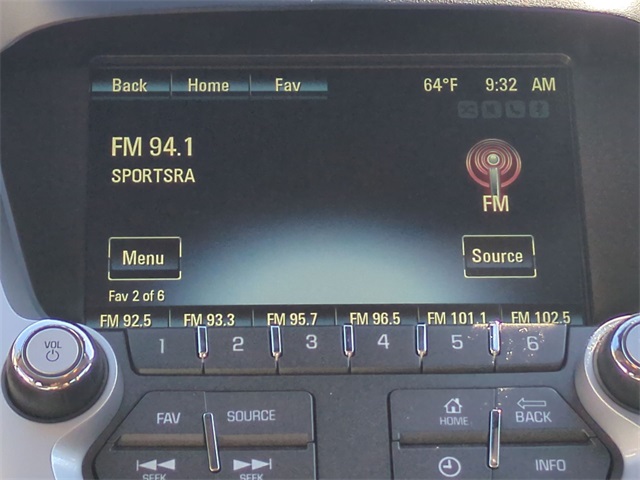 Back Home Fav 64°F 9:32 AM
FM 94.1
SPORTSRA
FM
Menu Source
Fav 2 of 6
FM 92.5 FM 93.3 FM 95.7 FM 96.5 FM 101.1 FM 102.5
VOL 1 2 3 4 5 6
FAV SOURCE HOME BACK
SEEK SEEK INFO